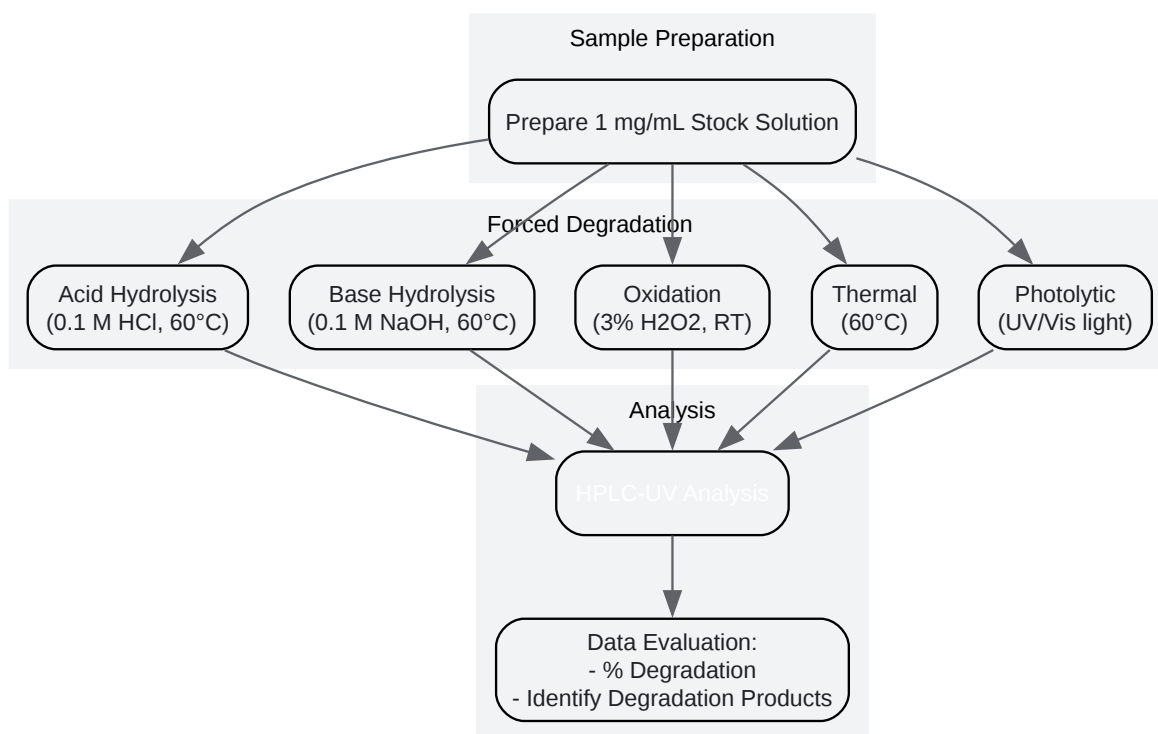 Sample Preparation
Prepare 1 mg/mL Stock Solution
Forced Degradation
Acid Hydrolysis
(0.1 M HCl, 60°C)
Base Hydrolysis
(0.1 M NaOH, 60°C)
Oxidation
(3% H2O2, RT)
Thermal
(60°C)
Photolytic
(UV/Vis light)
Analysis
HPLC-UV Analysis
Data Evaluation:
- % Degradation
- Identify Degradation Products